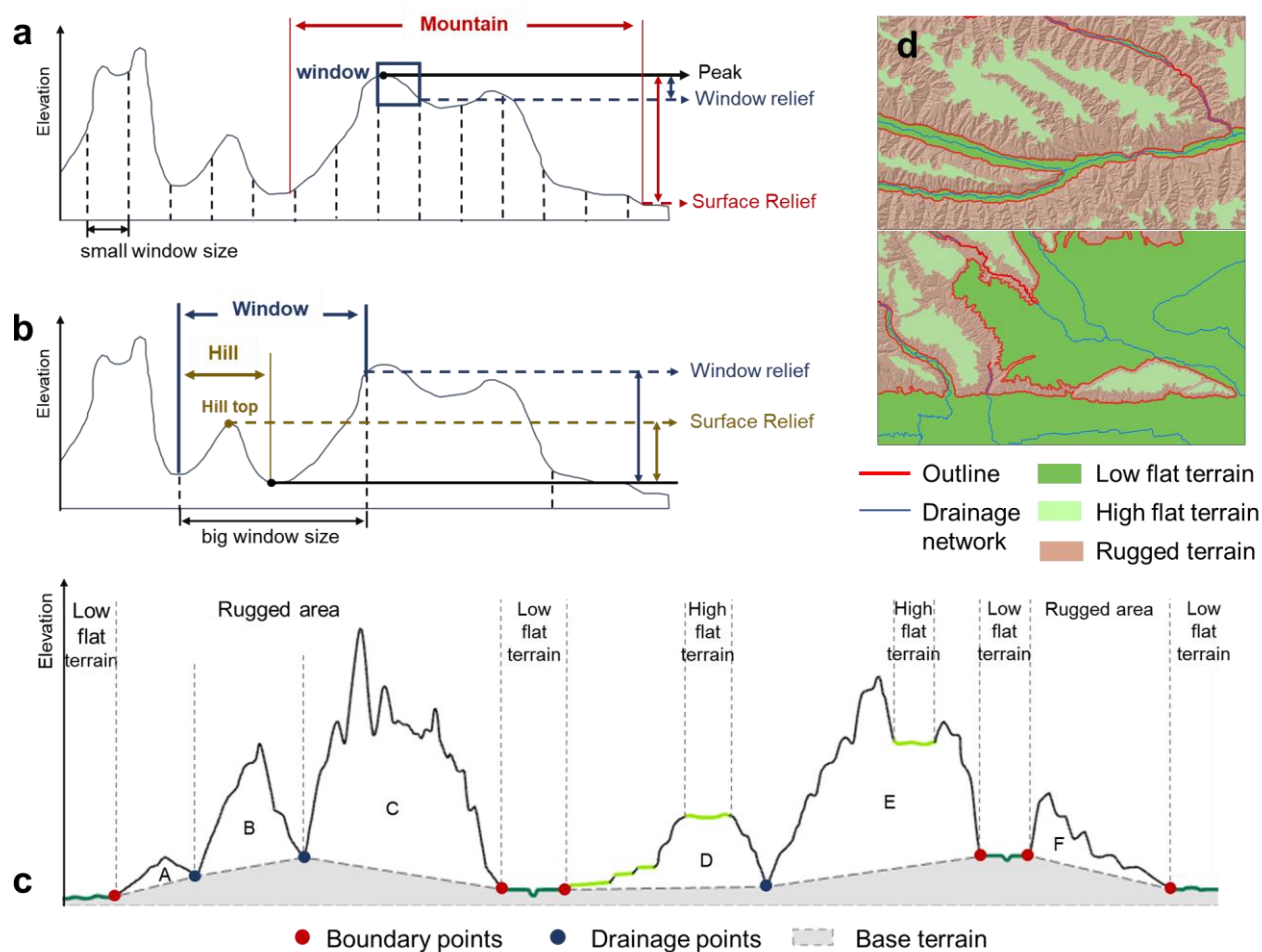 a
Elevation
Mountain
window
Peak
Window relief
Surface Relief
small window size
b
Elevation
Window
Hill
Hill top
Window relief
Surface Relief
big window size
d
Outline
Drainage
network
Low flat terrain
High flat terrain
Rugged terrain
c
Elevation
Low
flat
terrain
Rugged area
Low
flat
terrain
High
flat
terrain
High
flat
terrain
Low
flat
terrain
Rugged area
Low
flat
terrain
A
B
C
D
E
F
Boundary points
Drainage points
Base terrain